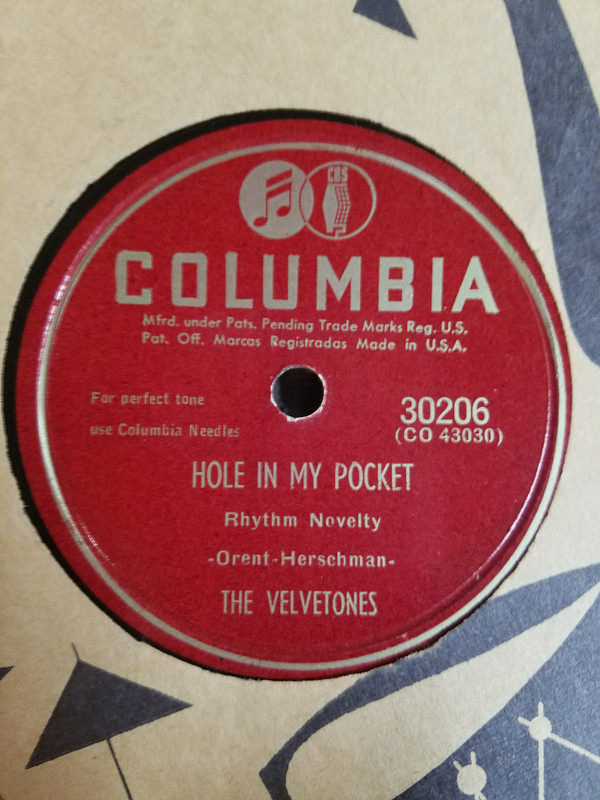 CBS
COLUMBIA
Mfrd. under Pats. Pending Trade Marks Reg. U.S.
Pat. Off. Marcas Registradas Made in U.S.A.
For perfect tone
use Columbia Needles
30206
(CO 43030)
HOLE IN MY POCKET
Rhythm Novelty
-Orent-Herschman-
THE VELVETONES